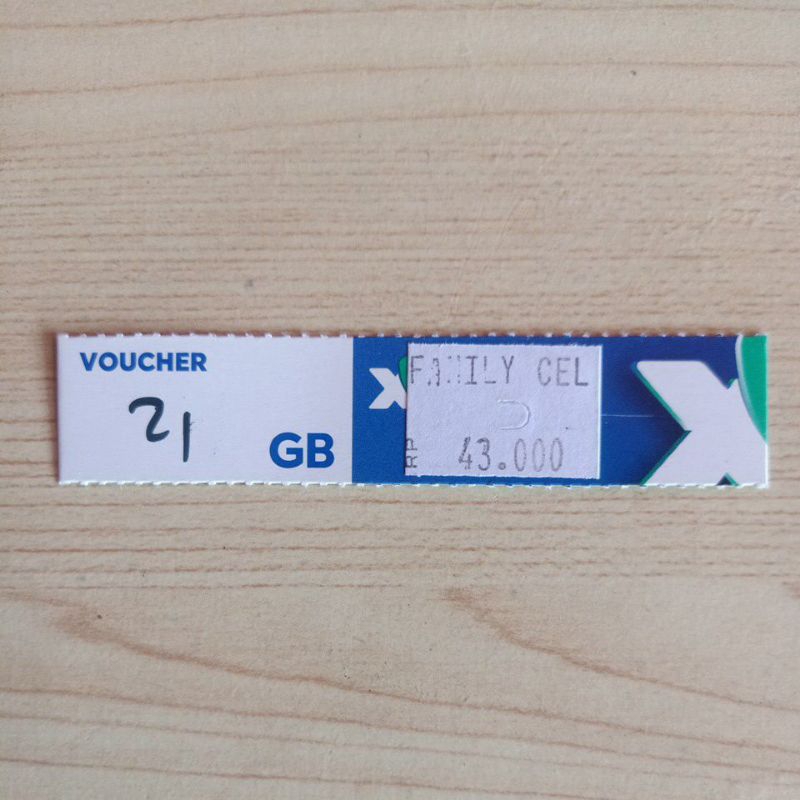 VOUCHER
21
GB
X
FAMILY CEL
RP 43.000
X